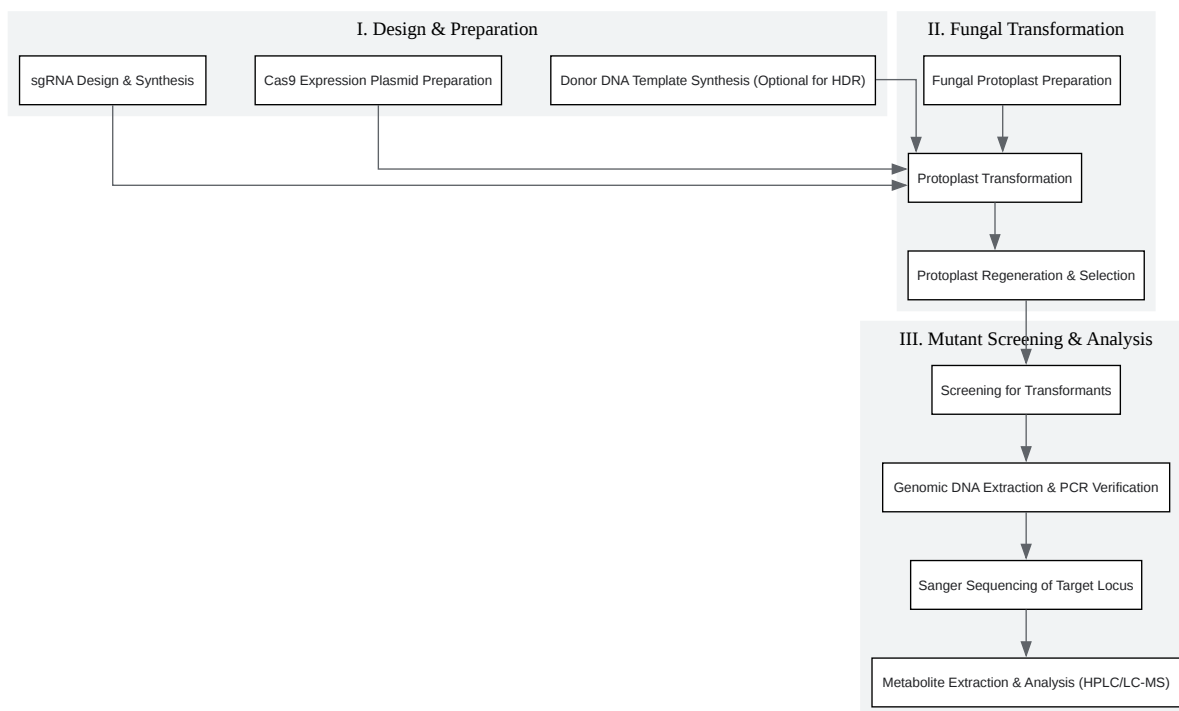 I. Design & Preparation
sgRNA Design & Synthesis
Cas9 Expression Plasmid Preparation
Donor DNA Template Synthesis (Optional for HDR)
II. Fungal Transformation
Fungal Protoplast Preparation
Protoplast Transformation
Protoplast Regeneration & Selection
III. Mutant Screening & Analysis
Screening for Transformants
Genomic DNA Extraction & PCR Verification
Sanger Sequencing of Target Locus
Metabolite Extraction & Analysis (HPLC/LC-MS)